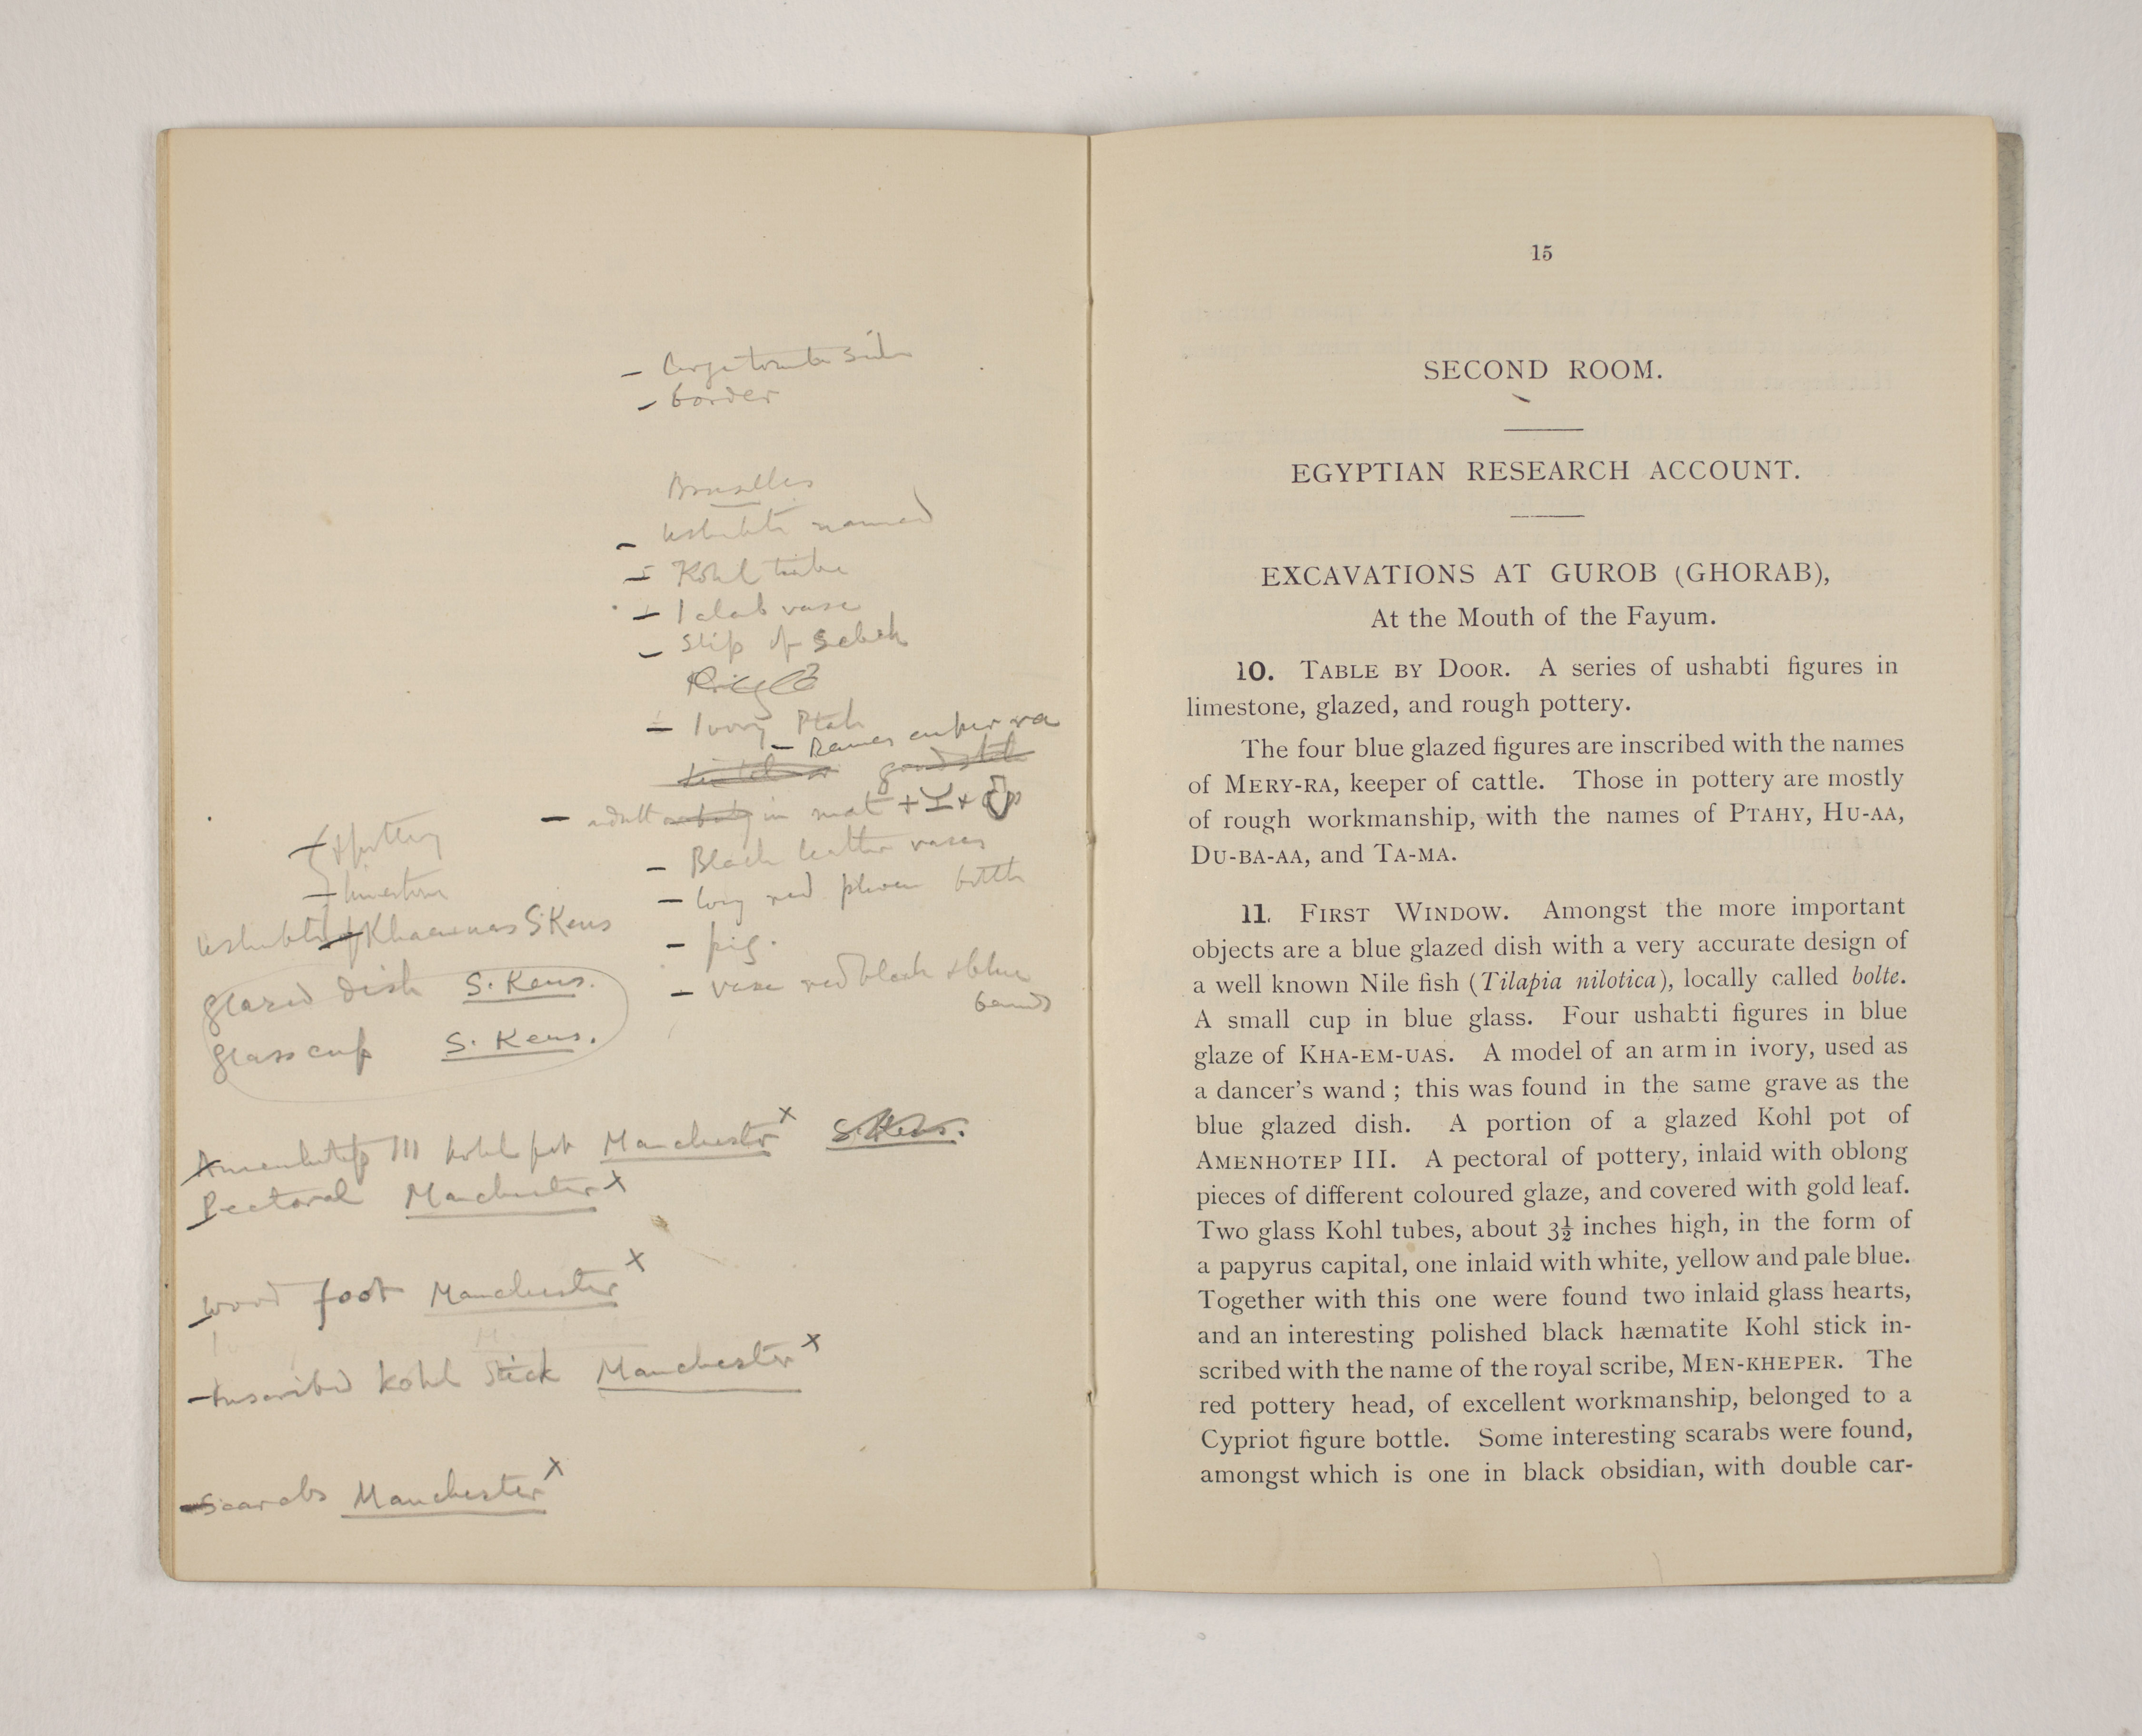 - border
Bruxelles
- Ushabti named
- Kohl tube
- 1 alab vase
- Slip of Sebek
- Ivory Ptah
- adult in mat +
- Black leather vases
- long red bottle
- pig.
- vase red black + blue
bands
pottery
- limestone
Ushabti of Khaemuas S. Kens
Glazed dish S. Kens.
Glass cup S. Kens.
Amenhotep III kohl pot Manchester x S. Kens.
Pectoral Manchester x
Wood foot Manchester x
- Inscribed Kohl Stick Manchester x
- Scarabs Manchester x
15
SECOND ROOM.
EGYPTIAN RESEARCH ACCOUNT.
EXCAVATIONS AT GUROB (GHORAB),
At the Mouth of the Fayum.
10. TABLE BY DOOR. A series of ushabti figures in
limestone, glazed, and rough pottery.
The four blue glazed figures are inscribed with the names
of MERY-RA, keeper of cattle. Those in pottery are mostly
of rough workmanship, with the names of PTAHY, HU-AA,
DU-BA-AA, and TA-MA.
11. FIRST WINDOW. Amongst the more important
objects are a blue glazed dish with a very accurate design of
a well known Nile fish (Tilapia nilotica), locally called bolte.
A small cup in blue glass. Four ushabti figures in blue
glaze of KHA-EM-UAS. A model of an arm in ivory, used as
a dancer's wand ; this was found in the same grave as the
blue glazed dish. A portion of a glazed Kohl pot of
AMENHOTEP III. A pectoral of pottery, inlaid with oblong
pieces of different coloured glaze, and covered with gold leaf.
Two glass Kohl tubes, about 3½ inches high, in the form of
a papyrus capital, one inlaid with white, yellow and pale blue.
Together with this one were found two inlaid glass hearts,
and an interesting polished black hæmatite Kohl stick in-
scribed with the name of the royal scribe, MEN-KHEPER. The
red pottery head, of excellent workmanship, belonged to a
Cypriot figure bottle. Some interesting scarabs were found,
amongst which is one in black obsidian, with double car-